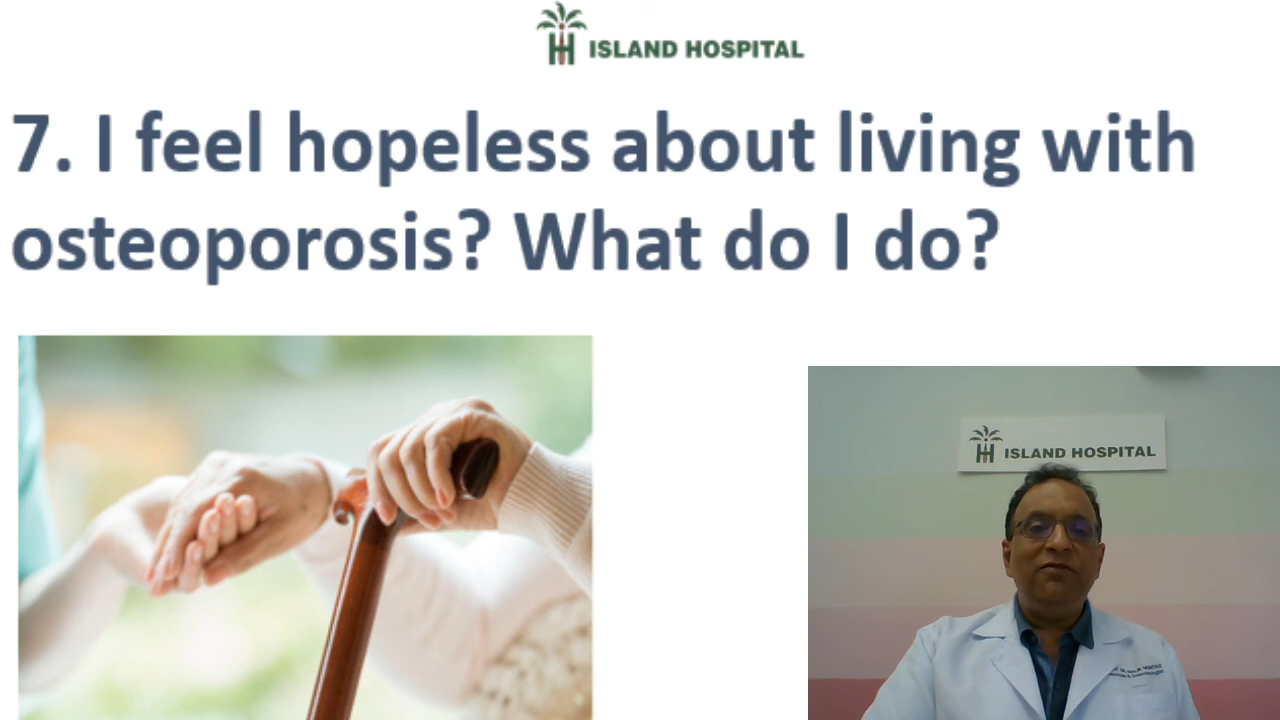 ISLAND HOSPITAL
7. I feel hopeless about living with
osteoporosis? What do I do?
ISLAND HOSPITAL